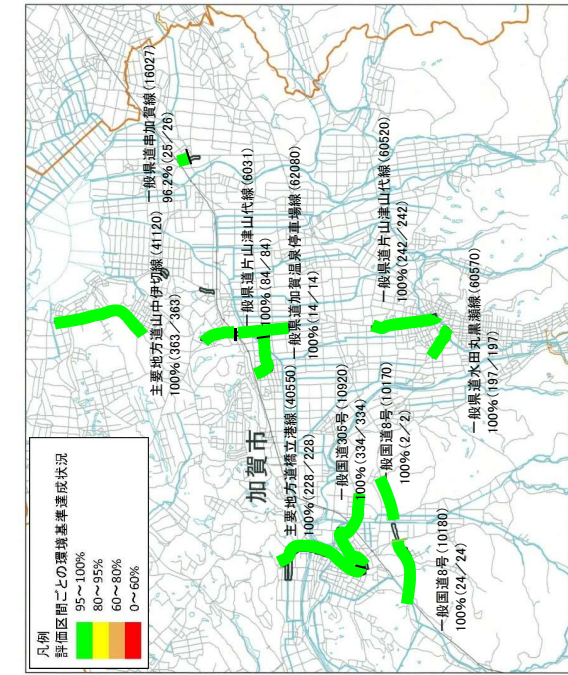 凡例
評価区間ごとの環境基準達成状況
95～100%
80～95%
60～80%
0～60%
加賀市
主要地方道山中伊切線(41120)
100%(363／363)
一般県道串加賀線(16027)
96.2%(25／26)
一般県道片山津山代線(6031)
100%(84／84)
一般県道加賀温泉停車場線(62080)
100%(14／14)
主要地方道橋立港線(40550)
100%(228／228)
一般国道305号(10920)
100%(334／334)
一般国道8号(10170)
100%(2／2)
一般国道8号(10180)
100%(24／24)
一般県道片山津山代線(60520)
100%(242／242)
一般県道水田丸黒瀬線(60570)
100%(197／197)